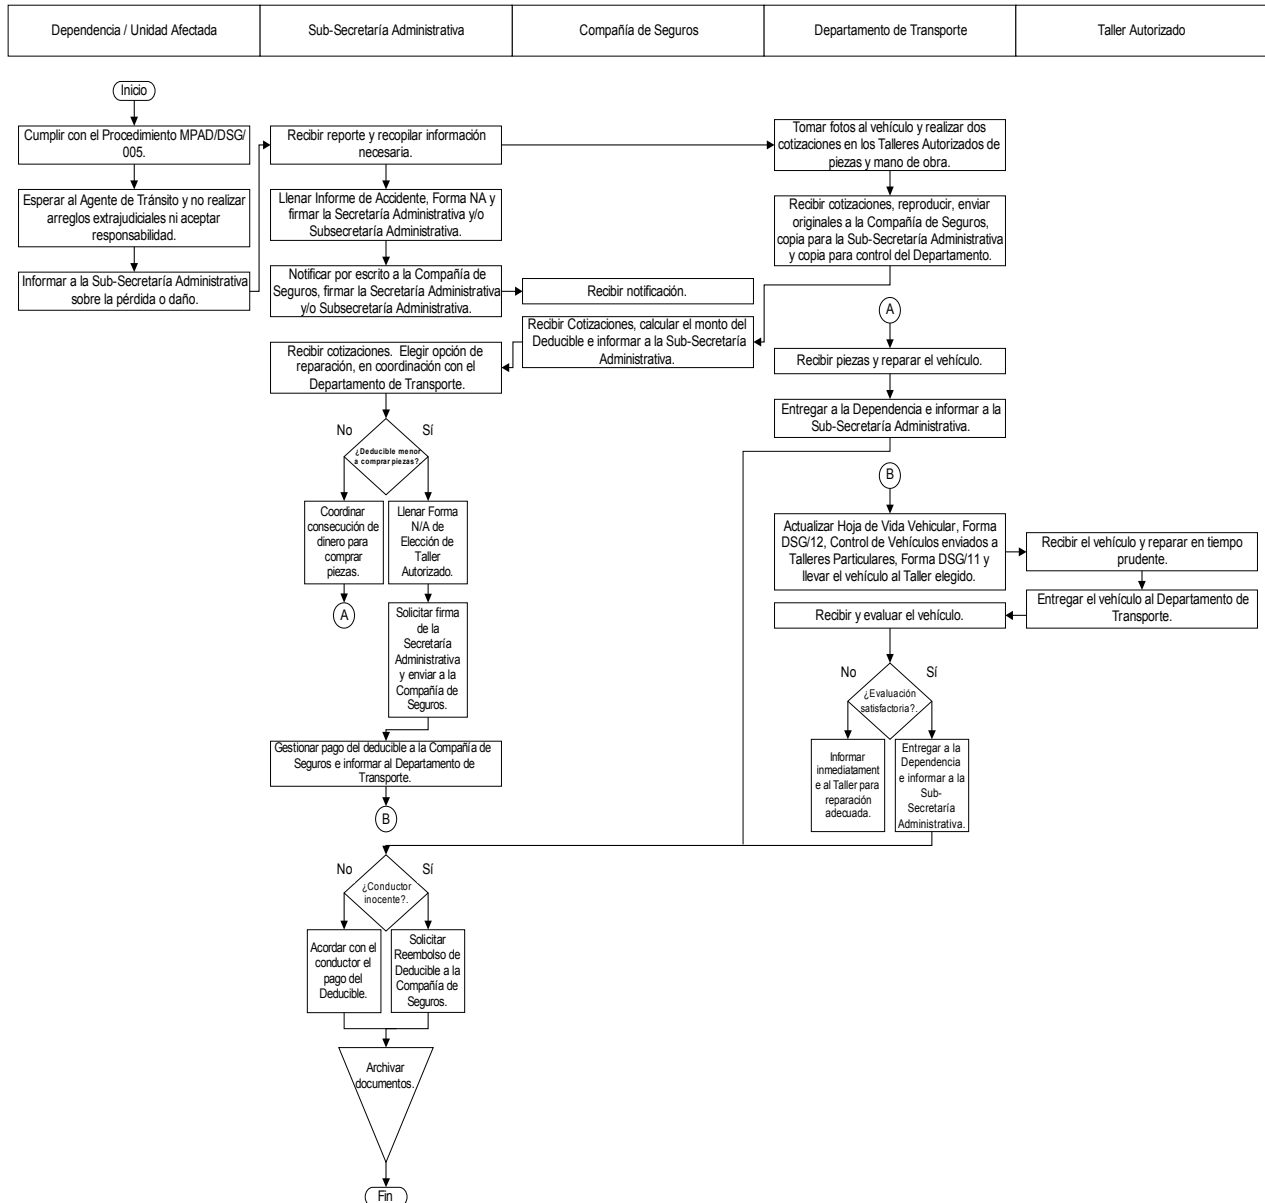 Dependencia / Unidad Afectada
Sub-Secretaría Administrativa
Compañía de Seguros
Departamento de Transporte
Taller Autorizado
Inicio
Cumplir con el Procedimiento MPAD/DSG/
005.
Esperar al Agente de Tránsito y no realizar
arreglos extrajudiciales ni aceptar
responsabilidad.
Informar a la Sub-Secretaría Administrativa
sobre la pérdida o daño.
Recibir reporte y recopilar información
necesaria.
Llenar Informe de Accidente, Forma NA y
firmar la Secretaría Administrativa y/o
Subsecretaría Administrativa.
Notificar por escrito a la Compañía de
Seguros, firmar la Secretaría Administrativa
y/o Subsecretaría Administrativa.
Recibir notificación.
Tomar fotos al vehículo y realizar dos
cotizaciones en los Talleres Autorizados de
piezas y mano de obra.
Recibir cotizaciones, reproducir, enviar
originales a la Compañía de Seguros,
copia para la Sub-Secretaría Administrativa
y copia para control del Departamento.
Recibir Cotizaciones, calcular el monto del
Deducible e informar a la Sub-Secretaría
Administrativa.
Recibir cotizaciones. Elegir opción de
reparación, en coordinación con el
Departamento de Transporte.
No
Sí
¿Deducible menor
a comprar piezas?
Coordinar
consecución de
dinero para
comprar
piezas.
A
Llenar Forma
N/A de
Elección de
Taller
Autorizado.
Solicitar firma
de la
Secretaría
Administrativa
y enviar a la
Compañía de
Seguros.
Gestionar pago del deducible a la Compañía de
Seguros e informar al Departamento de
Transporte.
B
A
Recibir piezas y reparar el vehículo.
Entregar a la Dependencia e informar a la
Sub-Secretaría Administrativa.
B
Actualizar Hoja de Vida Vehicular, Forma
DSG/12, Control de Vehículos enviados a
Talleres Particulares, Forma DSG/11 y
llevar el vehículo al Taller elegido.
Recibir el vehículo y reparar en tiempo
prudente.
Entregar el vehículo al Departamento de
Transporte.
Recibir y evaluar el vehículo.
No
Sí
¿Evaluación
satisfactoria?.
Informar
inmediatament
e al Taller para
reparación
adecuada.
Entregar a la
Dependencia
e informar a la
Sub-
Secretaría
Administrativa.
No
Sí
¿Conductor
inocente?.
Acordar con el
conductor el
pago del
Deducible.
Solicitar
Reembolso de
Deducible a la
Compañía de
Seguros.
Archivar
documentos.
Fin